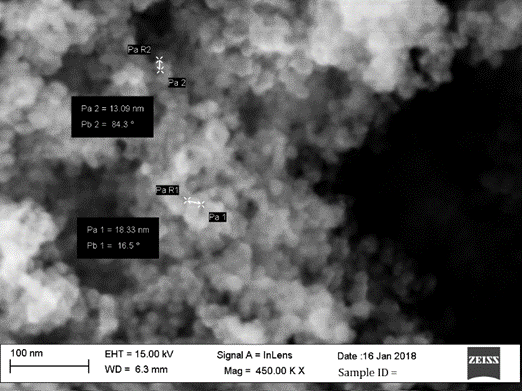 Pa R2
Pa 2
Pa 2 = 13.09 nm
Pb 2 = 84.3 °
Pa R1
Pa 1
Pa 1 = 18.33 nm
Pb 1 = 16.5 °
100 nm
EHT = 15.00 kV
Signal A = InLens
Date :16 Jan 2018
ZEISS
WD = 6.3 mm
Mag = 450.00 K X
Sample ID =